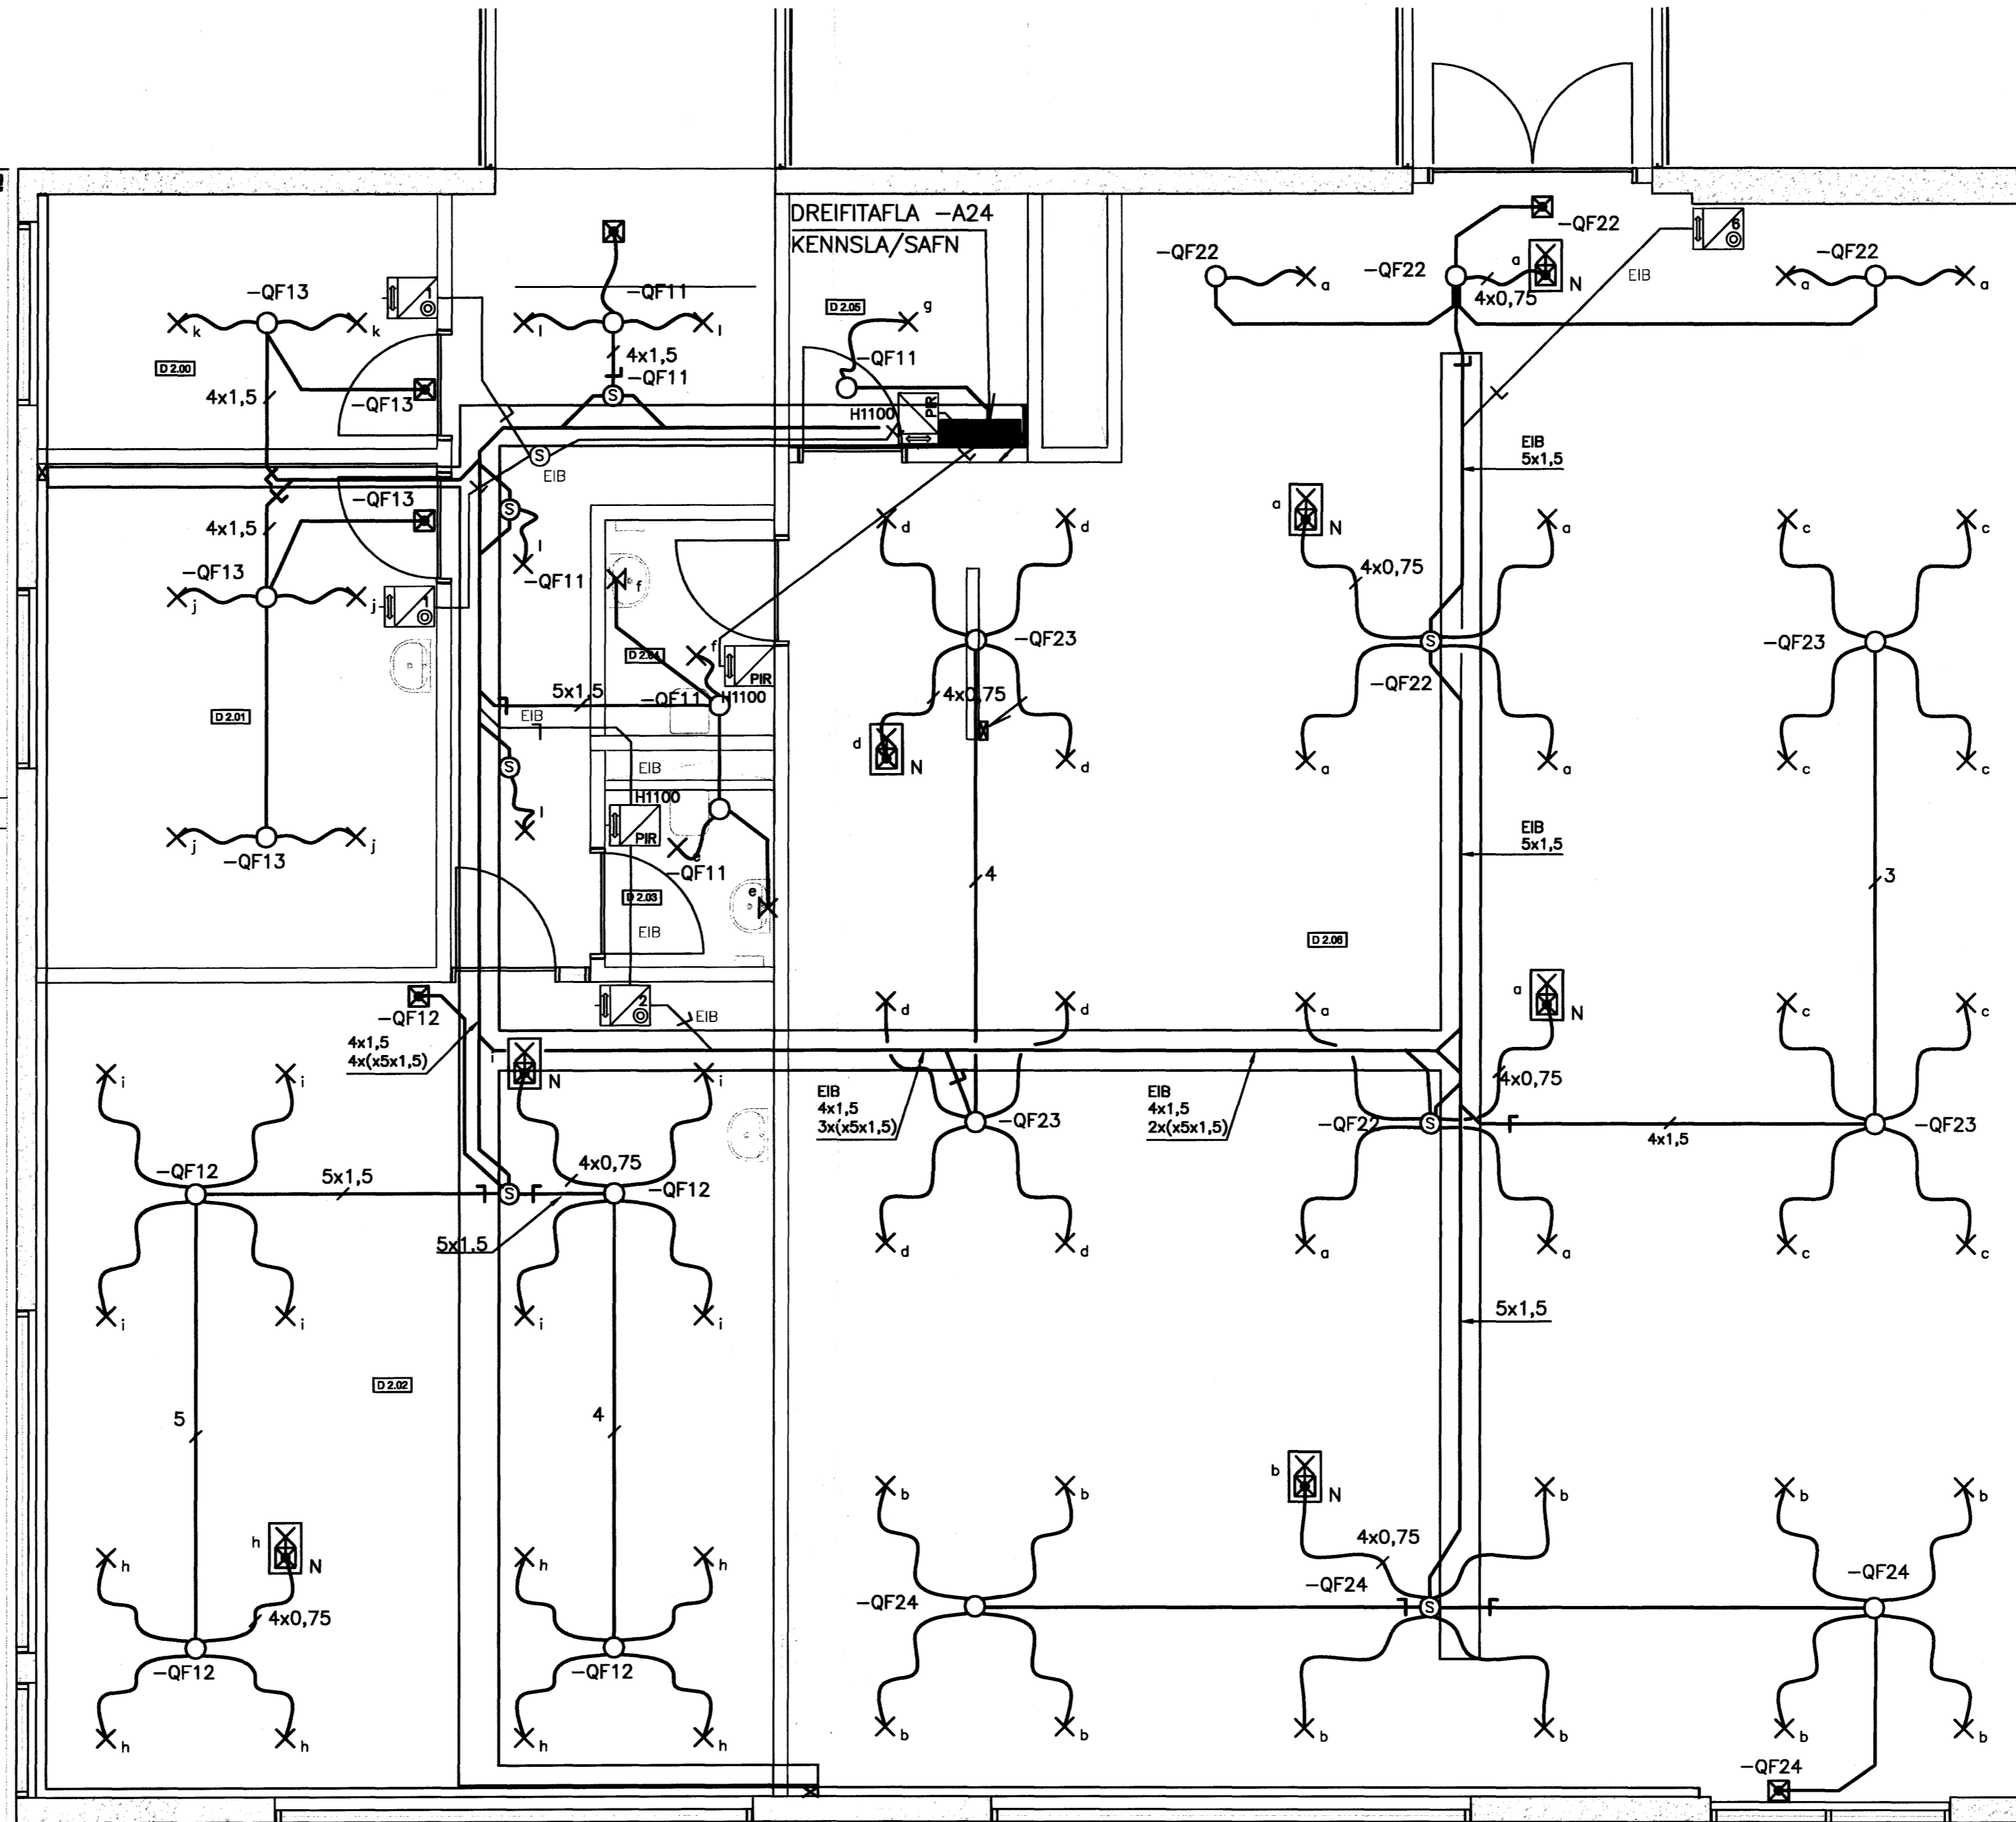 DREIFITAFLA -A24
KENNSLA/SAFN
-QF22
a
-QF22
-QF22
a
N
4x0,75
EIB
6
-QF22
a
a
-QF13
k
k
1
D 2.00
4x1,5
-QF13
-QF11
l
l
4x1,5
-QF11
S
D 2.05
g
-QF11
H1100
PIR
EIB
5x1,5
S
EIB
4x1,5
-QF13
-QF13
j
j
1
S
l
-QF11
f
D 2.04
f
PIR
-QF11
H1100
5x1,5
EIB
D 2.01
d
d
-QF23
4x0,75
d
N
d
a
N
a
4x0,75
S
-QF22
a
a
c
c
-QF23
c
c
S
l
EIB
H1100
PIR
e
-QF11
D 2.03
e
EIB
j
j
-QF13
4
EIB
5x1,5
3
D 2.06
-QF12
4x1,5
4x(x5x1,5)
2
EIB
d
d
a
a
N
c
c
i
i
i
N
i
EIB
4x1,5
3x(x5x1,5)
EIB
4x1,5
2x(x5x1,5)
4x0,75
-QF23
-QF22
S
4x1,5
-QF23
-QF12
5x1,5
S
4x0,75
-QF12
5x1,5
d
d
a
a
c
c
i
i
i
i
5x1,5
D 2.02
5
4
h
N
h
4x0,75
-QF12
h
h
h
h
-QF12
h
h
b
b
b
N
b
b
b
4x0,75
-QF24
-QF24
S
-QF24
b
b
b
b
b
b
-QF24